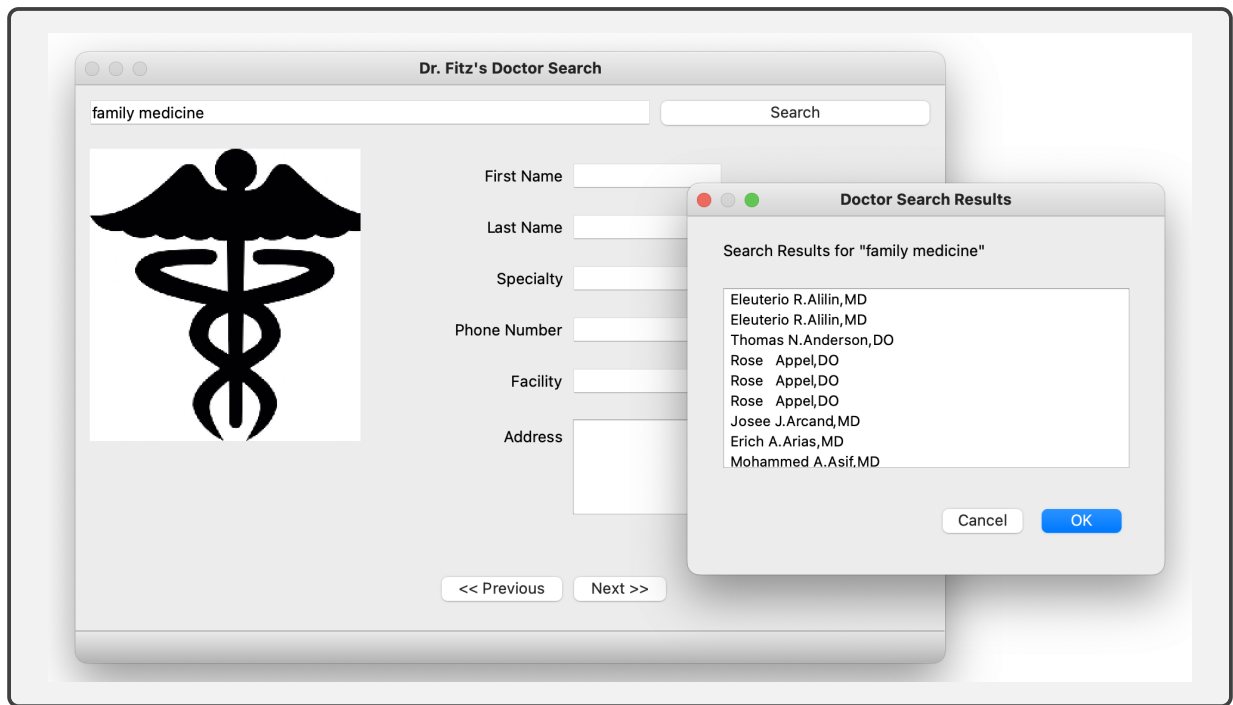 Dr. Fitz's Doctor Search
family medicine
Search
First Name
Last Name
Specialty
Phone Number
Facility
Address
<< Previous
Next >>
Doctor Search Results
Search Results for "family medicine"
Eleuterio R.Alilin,MD
Eleuterio R.Alilin,MD
Thomas N.Anderson,DO
Rose   Appel,DO
Rose   Appel,DO
Rose   Appel,DO
Josee J.Arcand,MD
Erich A.Arias,MD
Mohammed A.Asif,MD
Cancel
OK